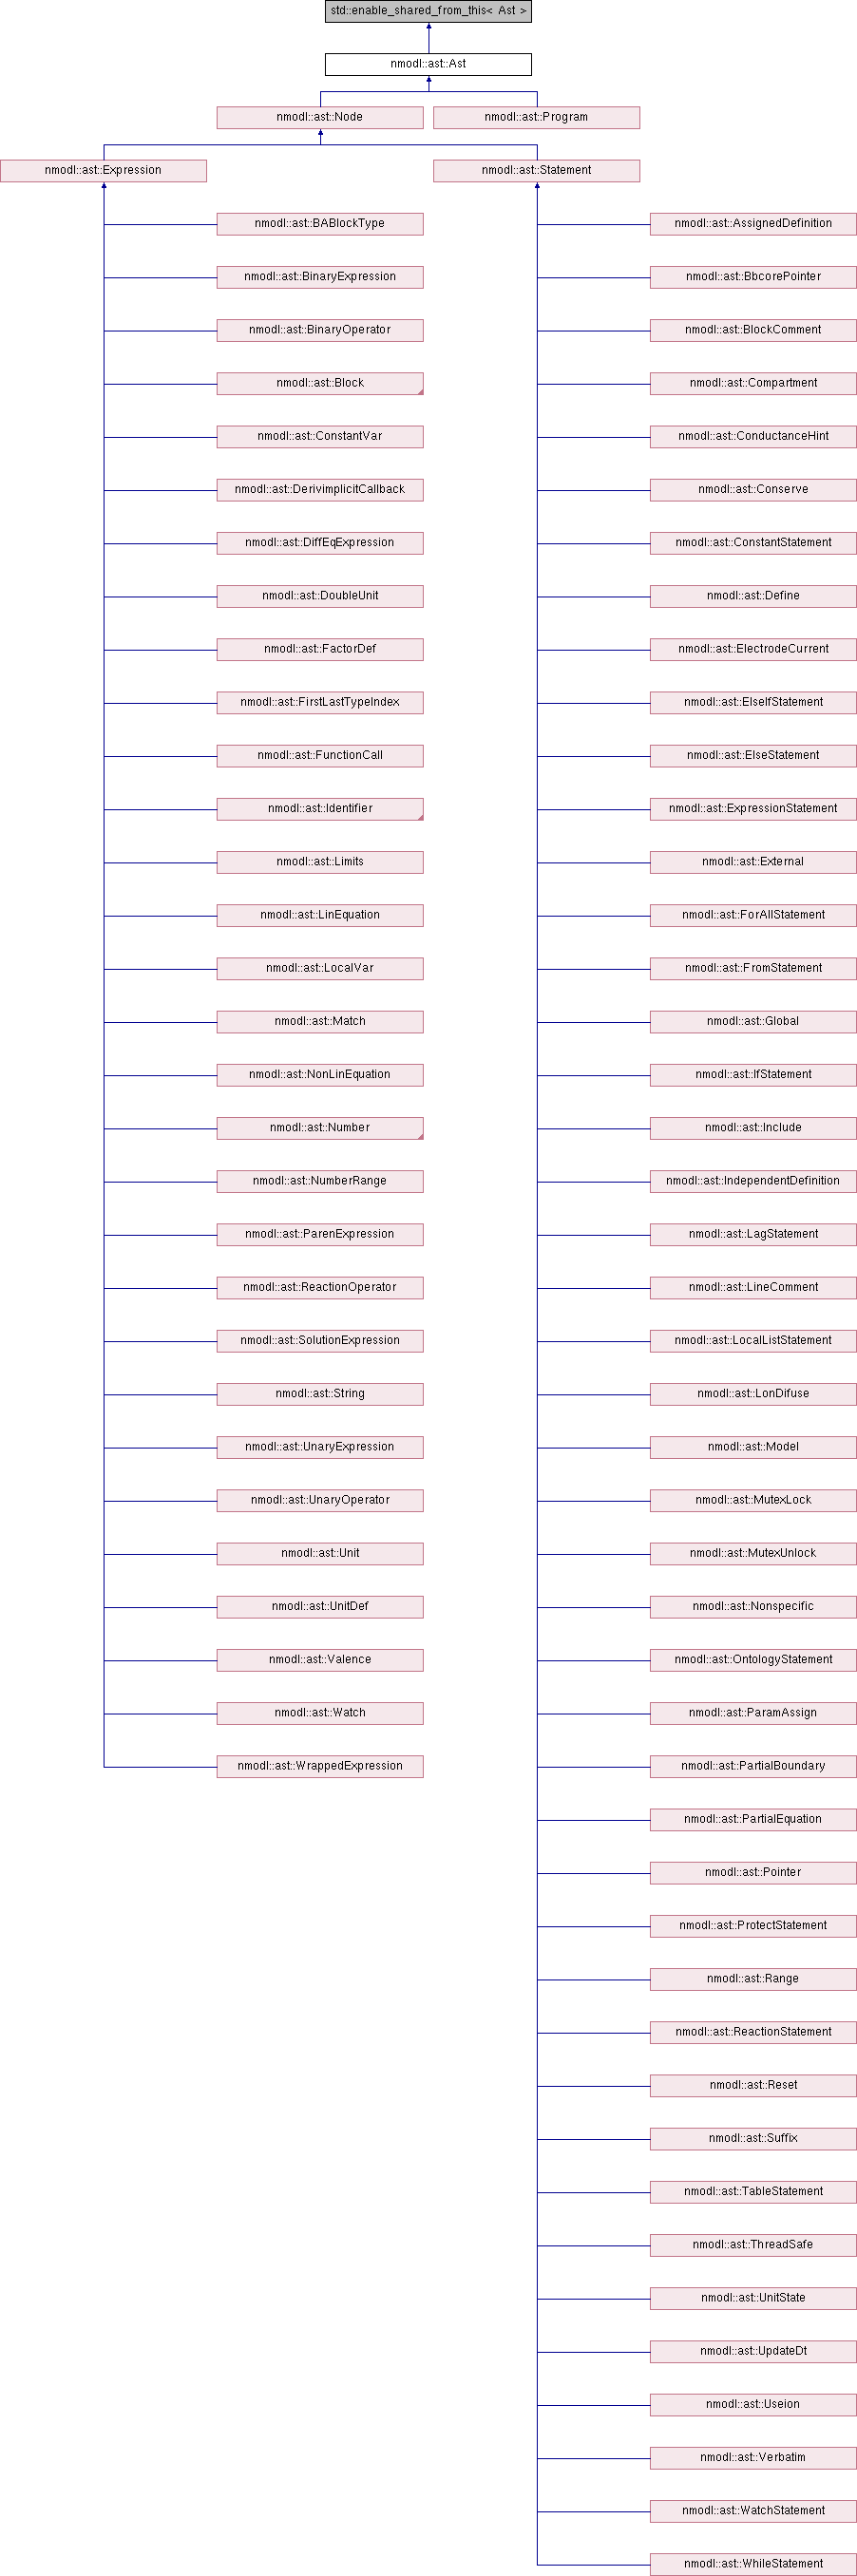 std::enable_shared_from_this< Ast >
nmodl::ast::Ast
nmodl::ast::Node
nmodl::ast::Program
nmodl::ast::Expression
nmodl::ast::Statement
nmodl::ast::BABlockType
nmodl::ast::AssignedDefinition
nmodl::ast::BinaryExpression
nmodl::ast::BbcorePointer
nmodl::ast::BinaryOperator
nmodl::ast::BlockComment
nmodl::ast::Block
nmodl::ast::Compartment
nmodl::ast::ConstantVar
nmodl::ast::ConductanceHint
nmodl::ast::DerivimplicitCallback
nmodl::ast::Conserve
nmodl::ast::DiffEqExpression
nmodl::ast::ConstantStatement
nmodl::ast::DoubleUnit
nmodl::ast::Define
nmodl::ast::FactorDef
nmodl::ast::ElectrodeCurrent
nmodl::ast::FirstLastTypeIndex
nmodl::ast::ElseIfStatement
nmodl::ast::FunctionCall
nmodl::ast::ElseStatement
nmodl::ast::Identifier
nmodl::ast::ExpressionStatement
nmodl::ast::Limits
nmodl::ast::External
nmodl::ast::LinEquation
nmodl::ast::ForAllStatement
nmodl::ast::LocalVar
nmodl::ast::FromStatement
nmodl::ast::Match
nmodl::ast::Global
nmodl::ast::NonLinEquation
nmodl::ast::IfStatement
nmodl::ast::Number
nmodl::ast::Include
nmodl::ast::NumberRange
nmodl::ast::IndependentDefinition
nmodl::ast::ParenExpression
nmodl::ast::LagStatement
nmodl::ast::ReactionOperator
nmodl::ast::LineComment
nmodl::ast::SolutionExpression
nmodl::ast::LocalListStatement
nmodl::ast::String
nmodl::ast::LonDifuse
nmodl::ast::UnaryExpression
nmodl::ast::Model
nmodl::ast::UnaryOperator
nmodl::ast::MutexLock
nmodl::ast::Unit
nmodl::ast::MutexUnlock
nmodl::ast::UnitDef
nmodl::ast::Nonspecific
nmodl::ast::Valence
nmodl::ast::OntologyStatement
nmodl::ast::Watch
nmodl::ast::ParamAssign
nmodl::ast::WrappedExpression
nmodl::ast::PartialBoundary
nmodl::ast::PartialEquation
nmodl::ast::Pointer
nmodl::ast::ProtectStatement
nmodl::ast::Range
nmodl::ast::ReactionStatement
nmodl::ast::Reset
nmodl::ast::Suffix
nmodl::ast::TableStatement
nmodl::ast::ThreadSafe
nmodl::ast::UnitState
nmodl::ast::UpdateDt
nmodl::ast::Useion
nmodl::ast::Verbatim
nmodl::ast::WatchStatement
nmodl::ast::WhileStatement